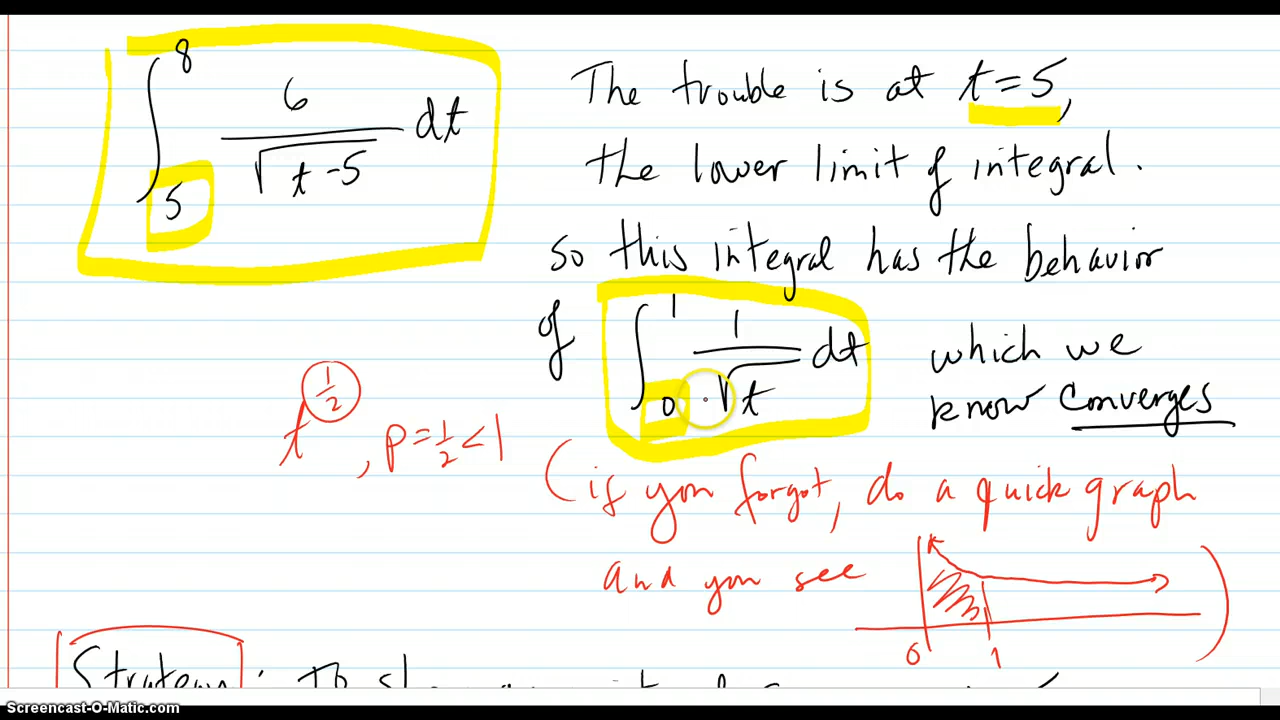 ∫₅⁸ 6/√(t-5) dt
The trouble is at t=5,
the lower limit of integral.
so this integral has the behavior
of ∫₀¹ 1/√t dt which we
know converges
t^(1/2), p=1/2<1
(if you forgot, do a quick graph
and you see
0 1 )
Strategy:
Screencast-O-Matic.com